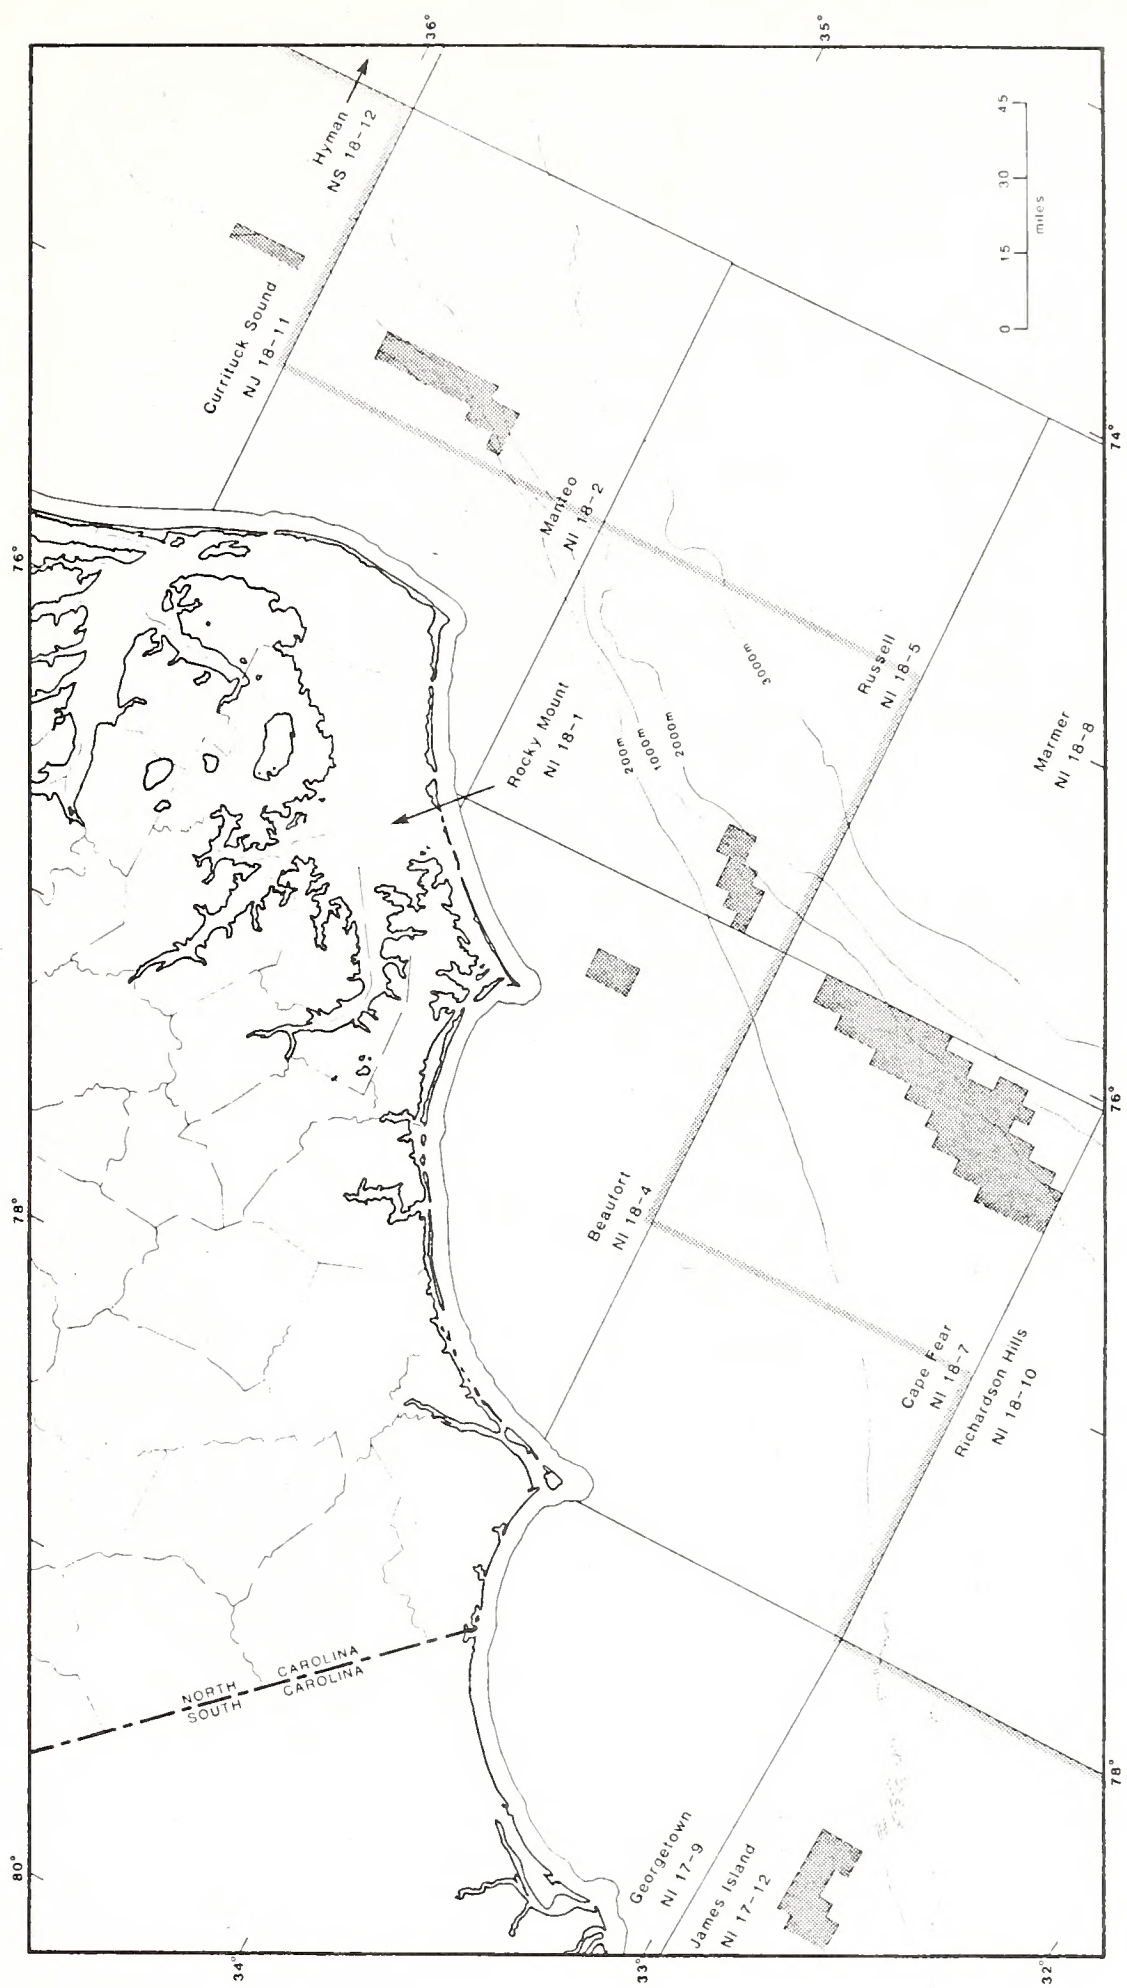 36°
35°
Hyman
NS 18-12
Currituck Sound
NJ 18-11
45
30
15
0
miles
74°
76°
Manteo
NI 18-2
Rocky Mount
NI 18-1
200m
1000m
2000m
3000m
Russell
NI 18-5
Marmer
NI 18-8
78°
Beaufort
NI 18-4
76°
Cape Fear
NI 18-7
Richardson Hills
NI 18-10
NORTH CAROLINA
SOUTH CAROLINA
80°
78°
Georgetown
NI 17-9
James Island
NI 17-12
34°
33°
32°